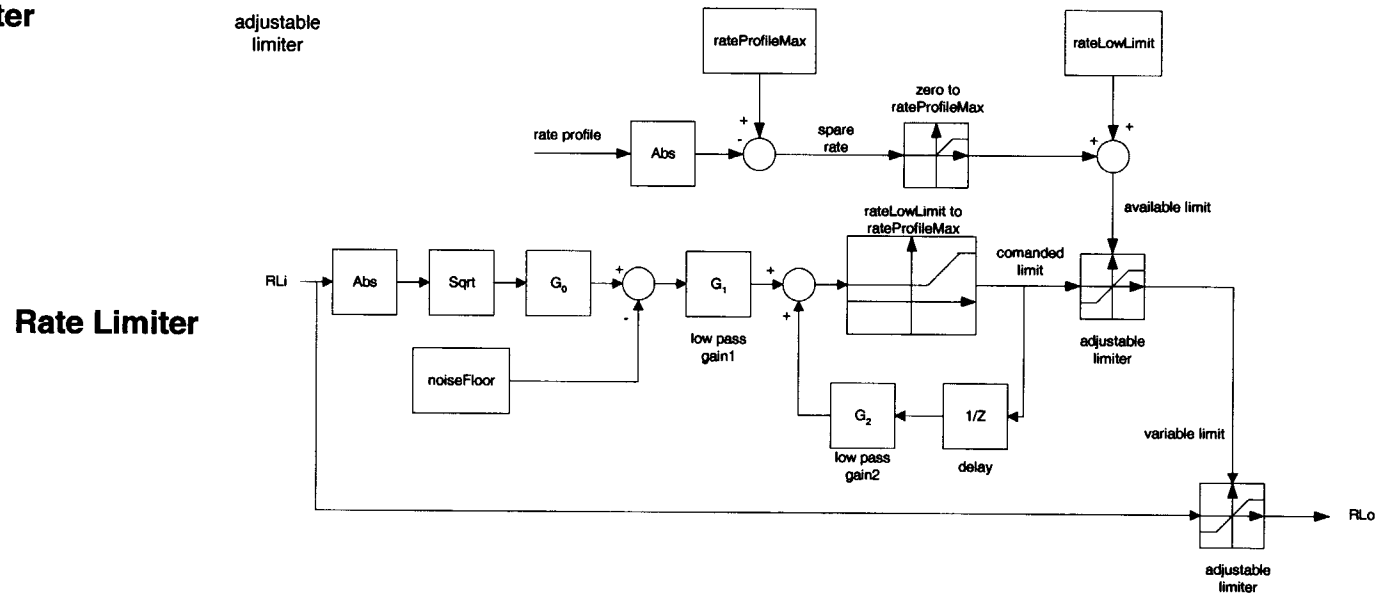 ter
adjustable
limiter
rateProfileMax
rateLowLimit
zero to
rateProfileMax
+
-
rate profile
Abs
spare
rate
+
+
available limit
rateLowLimit to
rateProfileMax
comanded
limit
RLi
Abs
Sqrt
G0
+
-
G1
+
+
low pass
gain1
adjustable
limiter
Rate Limiter
noiseFloor
G2
1/Z
low pass
gain2
delay
variable limit
RLo
adjustable
limiter